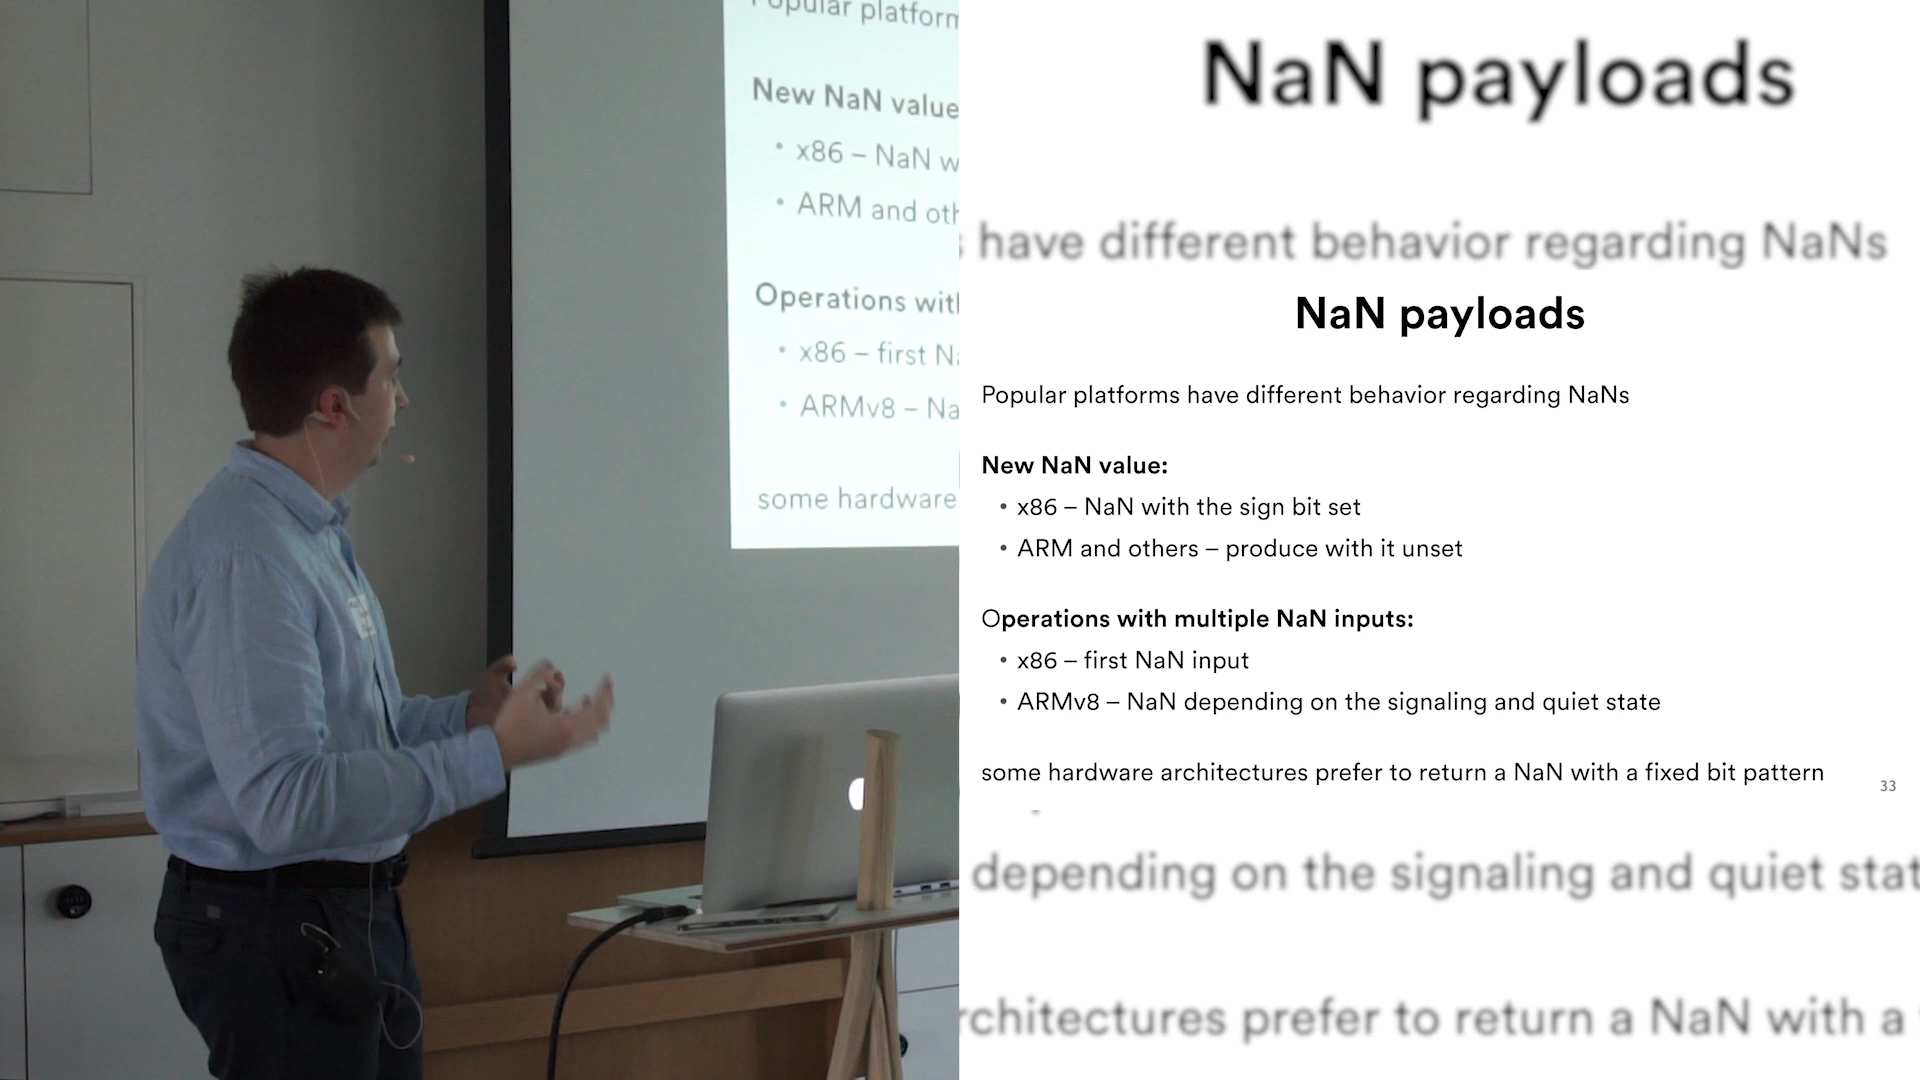 Popular platform
New NaN value
• x86 – NaN w
• ARM and oth
Operations with
• x86 – first Na
• ARMv8 – Na
some hardware
NaN payloads
have different behavior regarding NaNs
NaN payloads
Popular platforms have different behavior regarding NaNs
New NaN value:
• x86 – NaN with the sign bit set
• ARM and others – produce with it unset
Operations with multiple NaN inputs:
• x86 – first NaN input
• ARMv8 – NaN depending on the signaling and quiet state
some hardware architectures prefer to return a NaN with a fixed bit pattern
33
depending on the signaling and quiet stat
rchitectures prefer to return a NaN with a